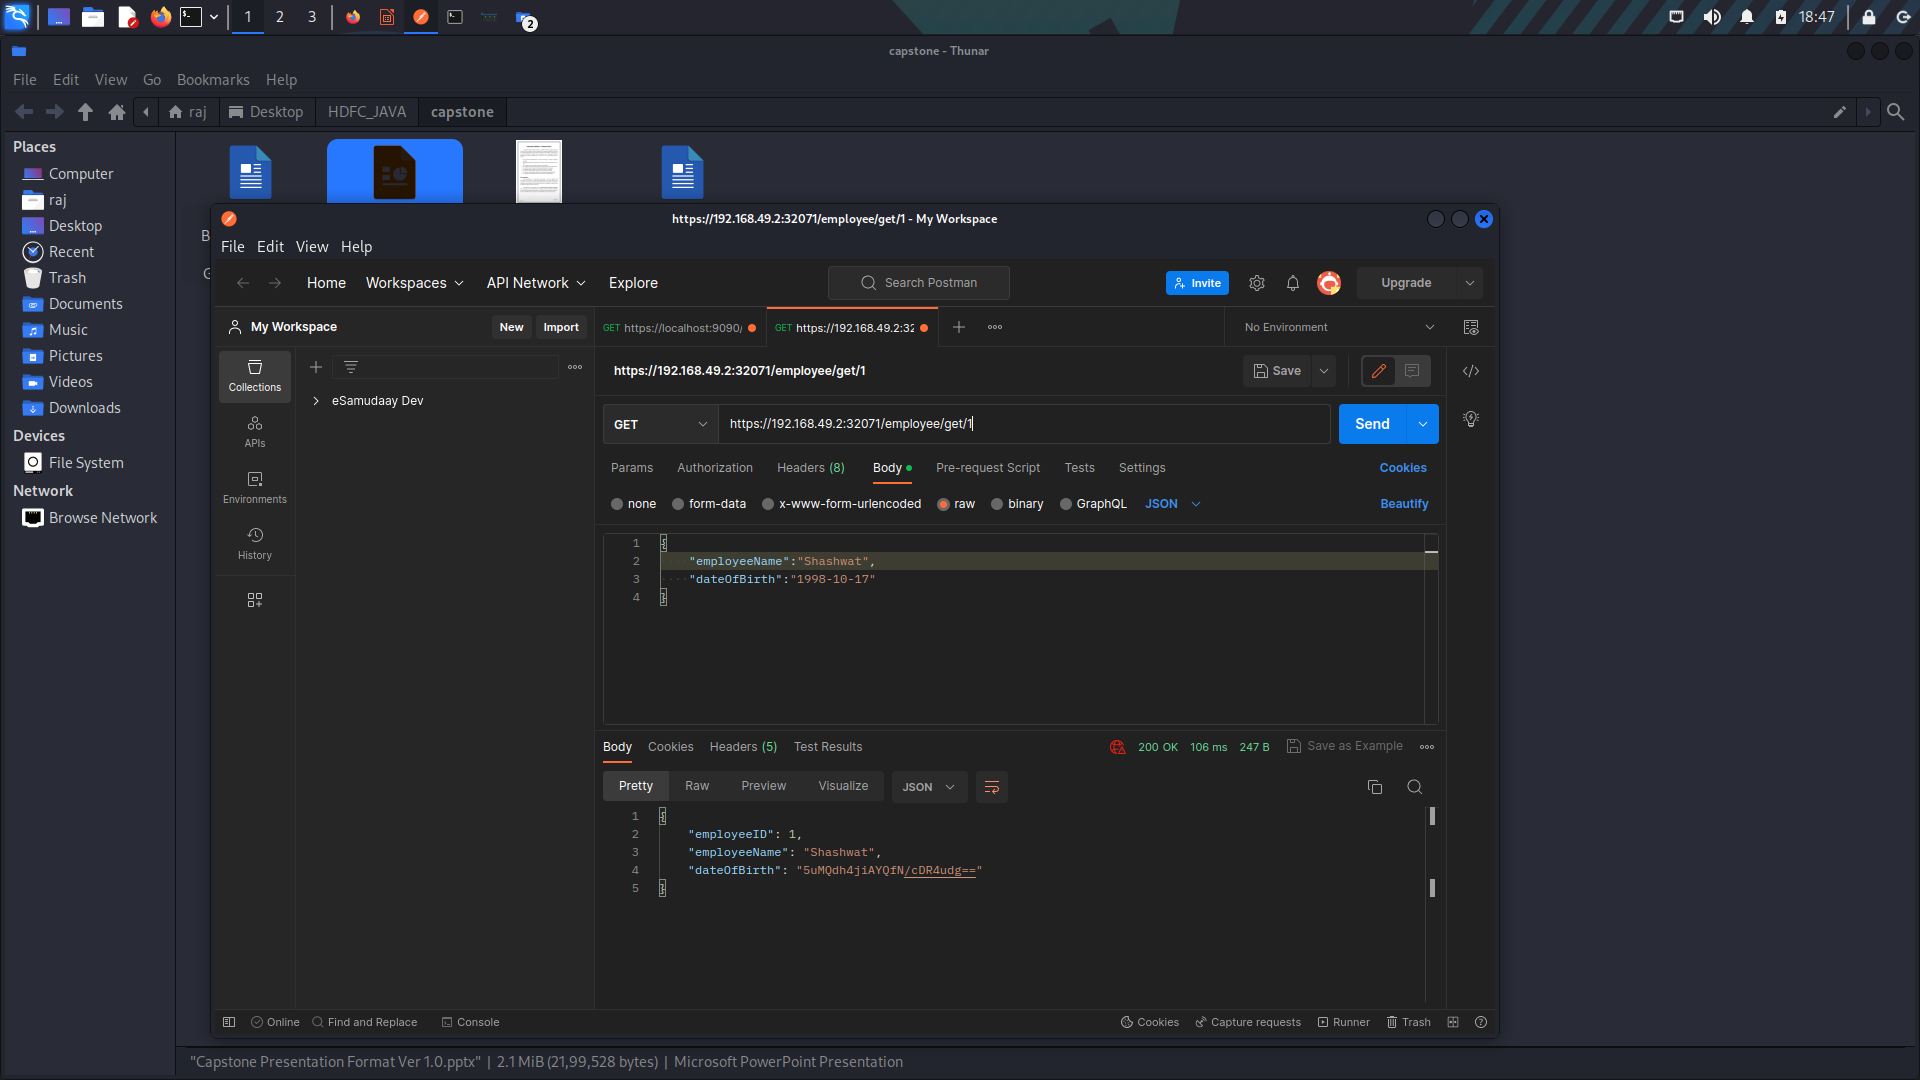 1
2
3
2
18:47
capstone - Thunar
File Edit View Go Bookmarks Help
raj
Desktop
HDFC_JAVA
capstone
Places
Computer
raj
Desktop
Recent
Trash
Documents
Music
Pictures
Videos
Downloads
Devices
File System
Network
Browse Network
B
G
https://192.168.49.2:32071/employee/get/1 - My Workspace
File Edit View Help
Home Workspaces API Network Explore
Search Postman
Invite
Upgrade
My Workspace
New
Import
GET https://localhost:9090/
GET https://192.168.49.2:32
No Environment
Collections
APIs
Environments
History
eSamudaay Dev
https://192.168.49.2:32071/employee/get/1
Save
GET
https://192.168.49.2:32071/employee/get/1
Send
Params Authorization Headers (8) Body Pre-request Script Tests Settings
Cookies
none form-data x-www-form-urlencoded raw binary GraphQL JSON
Beautify
1 {
2 "employeeName":"Shashwat",
3 "dateOfBirth":"1998-10-17"
4 }
Body Cookies Headers (5) Test Results
200 OK 106 ms 247 B Save as Example
Pretty Raw Preview Visualize JSON
1 {
2 "employeeID": 1,
3 "employeeName": "Shashwat",
4 "dateOfBirth": "5uMQdh4jiAYQfN/cDR4udg=="
5 }
Online Find and Replace Console
Cookies Capture requests Runner Trash
"Capstone Presentation Format Ver 1.0.pptx" | 2.1 MiB (21,99,528 bytes) | Microsoft PowerPoint Presentation